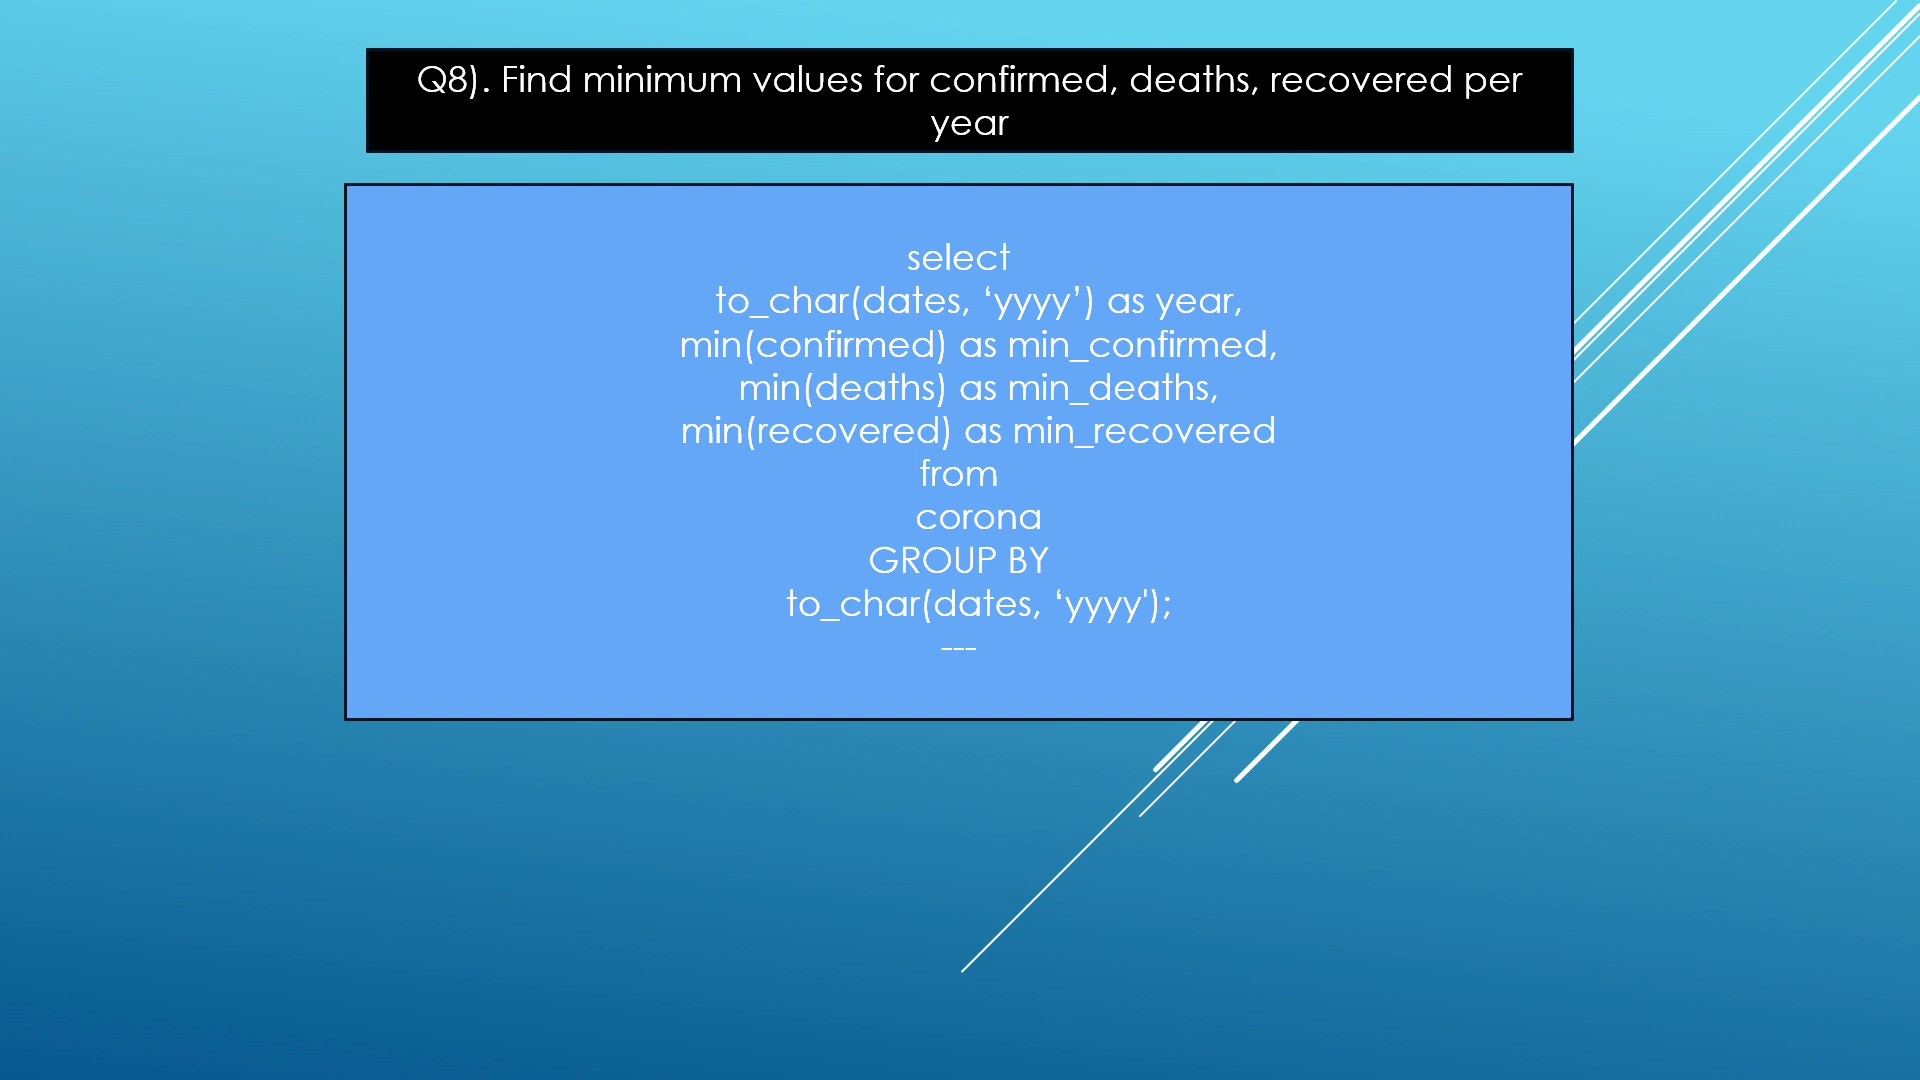 Q8). Find minimum values for confirmed, deaths, recovered per
year
select
to_char(dates, ‘yyyy’) as year,
min(confirmed) as min_confirmed,
min(deaths) as min_deaths,
min(recovered) as min_recovered
from
corona
GROUP BY
to_char(dates, ‘yyyy');
---